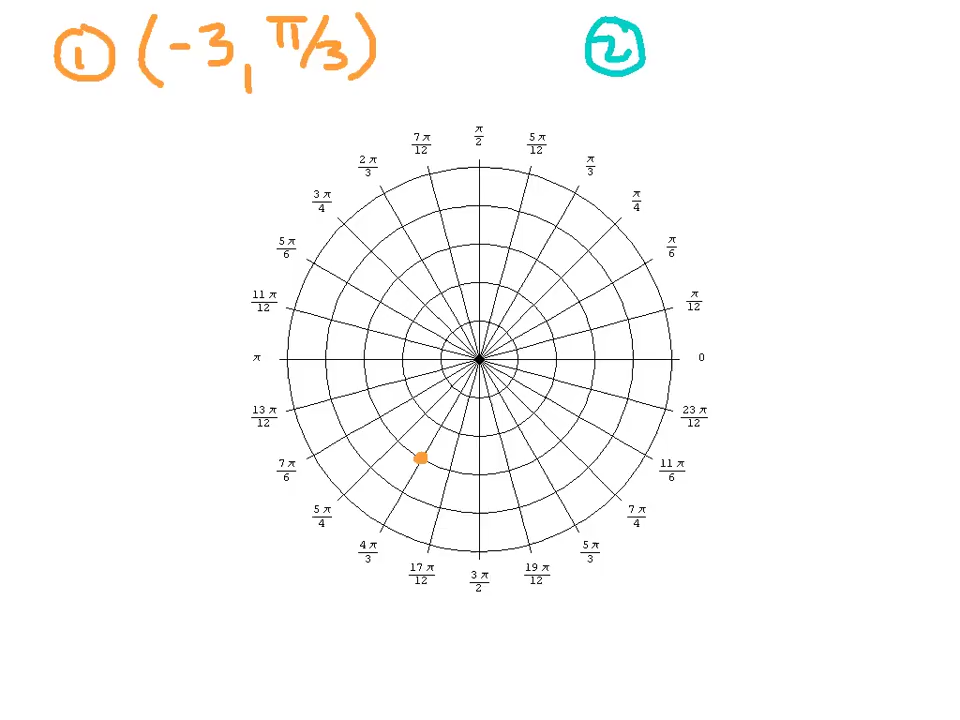 ① (-3, π/3) ②
π/2
7π/12 5π/12
2π/3 π/3
3π/4 π/4
5π/6 π/6
11π/12 π/12
π 0
13π/12 23π/12
7π/6 11π/6
5π/4 7π/4
4π/3 5π/3
17π/12 19π/12
3π/2